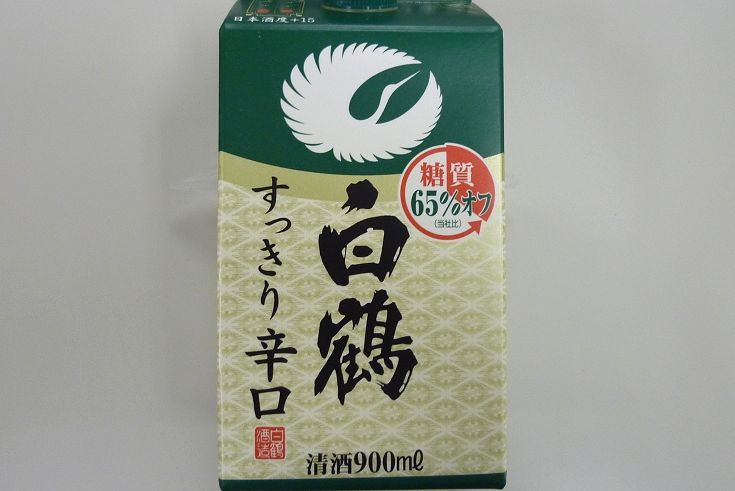 日本酒度+15
糖質
65%オフ
(当社比)
白鶴
すっきり辛口
白鶴
酒造
清酒900ml